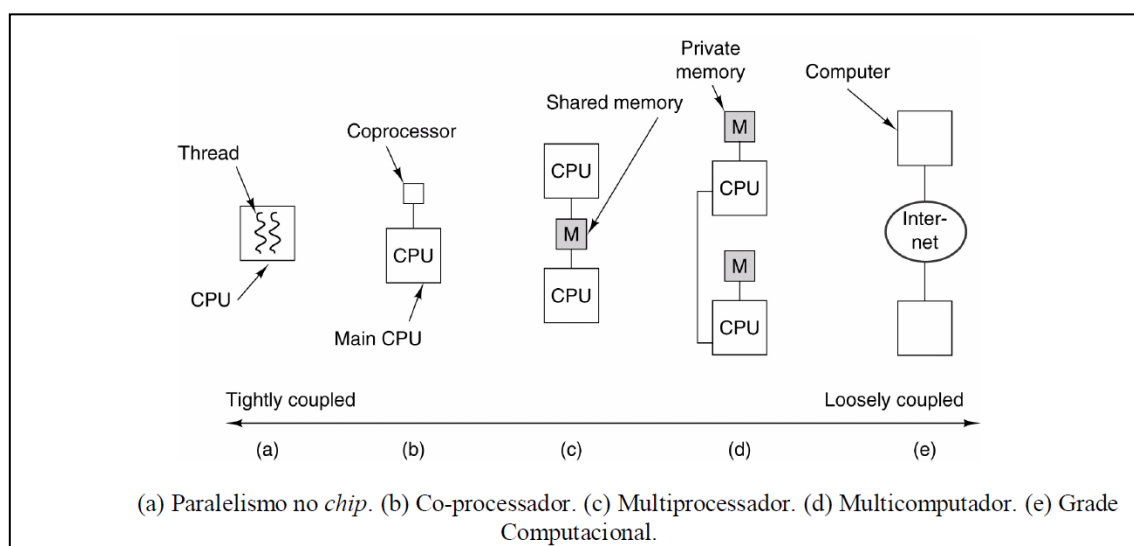 Private
memory
Computer
Shared memory
Coprocessor
Thread
M
CPU
CPU
Inter-
net
M
CPU
M
CPU
CPU
CPU
Main CPU
CPU
Tightly coupled
Loosely coupled
(a)
(b)
(c)
(d)
(e)
(a) Paralelismo no chip. (b) Co-processador. (c) Multiprocessador. (d) Multicomputador. (e) Grade
Computacional.